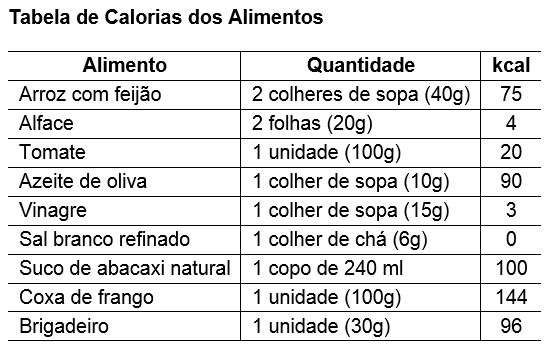 Tabela de Calorias dos Alimentos
Alimento Quantidade kcal
Arroz com feijão 2 colheres de sopa (40g) 75
Alface 2 folhas (20g) 4
Tomate 1 unidade (100g) 20
Azeite de oliva 1 colher de sopa (10g) 90
Vinagre 1 colher de sopa (15g) 3
Sal branco refinado 1 colher de chá (6g) 0
Suco de abacaxi natural 1 copo de 240 ml 100
Coxa de frango 1 unidade (100g) 144
Brigadeiro 1 unidade (30g) 96